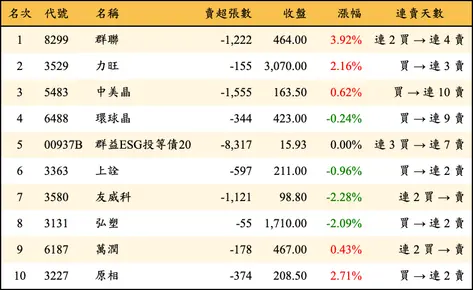 名次 代號 名稱 賣超張數 收盤 漲幅 連賣天數
1 8299 群聯 -1,222 464.00 3.92% 連 2 買 → 連 4 賣
2 3529 力旺 -155 3,070.00 2.16% 買 → 連 3 賣
3 5483 中美晶 -1,555 163.50 0.62% 買 → 連 10 賣
4 6488 環球晶 -344 423.00 -0.24% 買 → 連 9 賣
5 00937B 群益ESG投等債20 -8,317 15.93 0.00% 連 3 買 → 連 7 賣
6 3363 上詮 -597 211.00 -0.96% 買 → 連 2 賣
7 3580 友威科 -1,121 98.80 -2.28% 連 2 買 → 賣
8 3131 弘塑 -55 1,710.00 -2.09% 買 → 連 2 賣
9 6187 萬潤 -178 467.00 0.43% 連 2 買 → 賣
10 3227 原相 -374 208.50 2.71% 買 → 連 2 賣